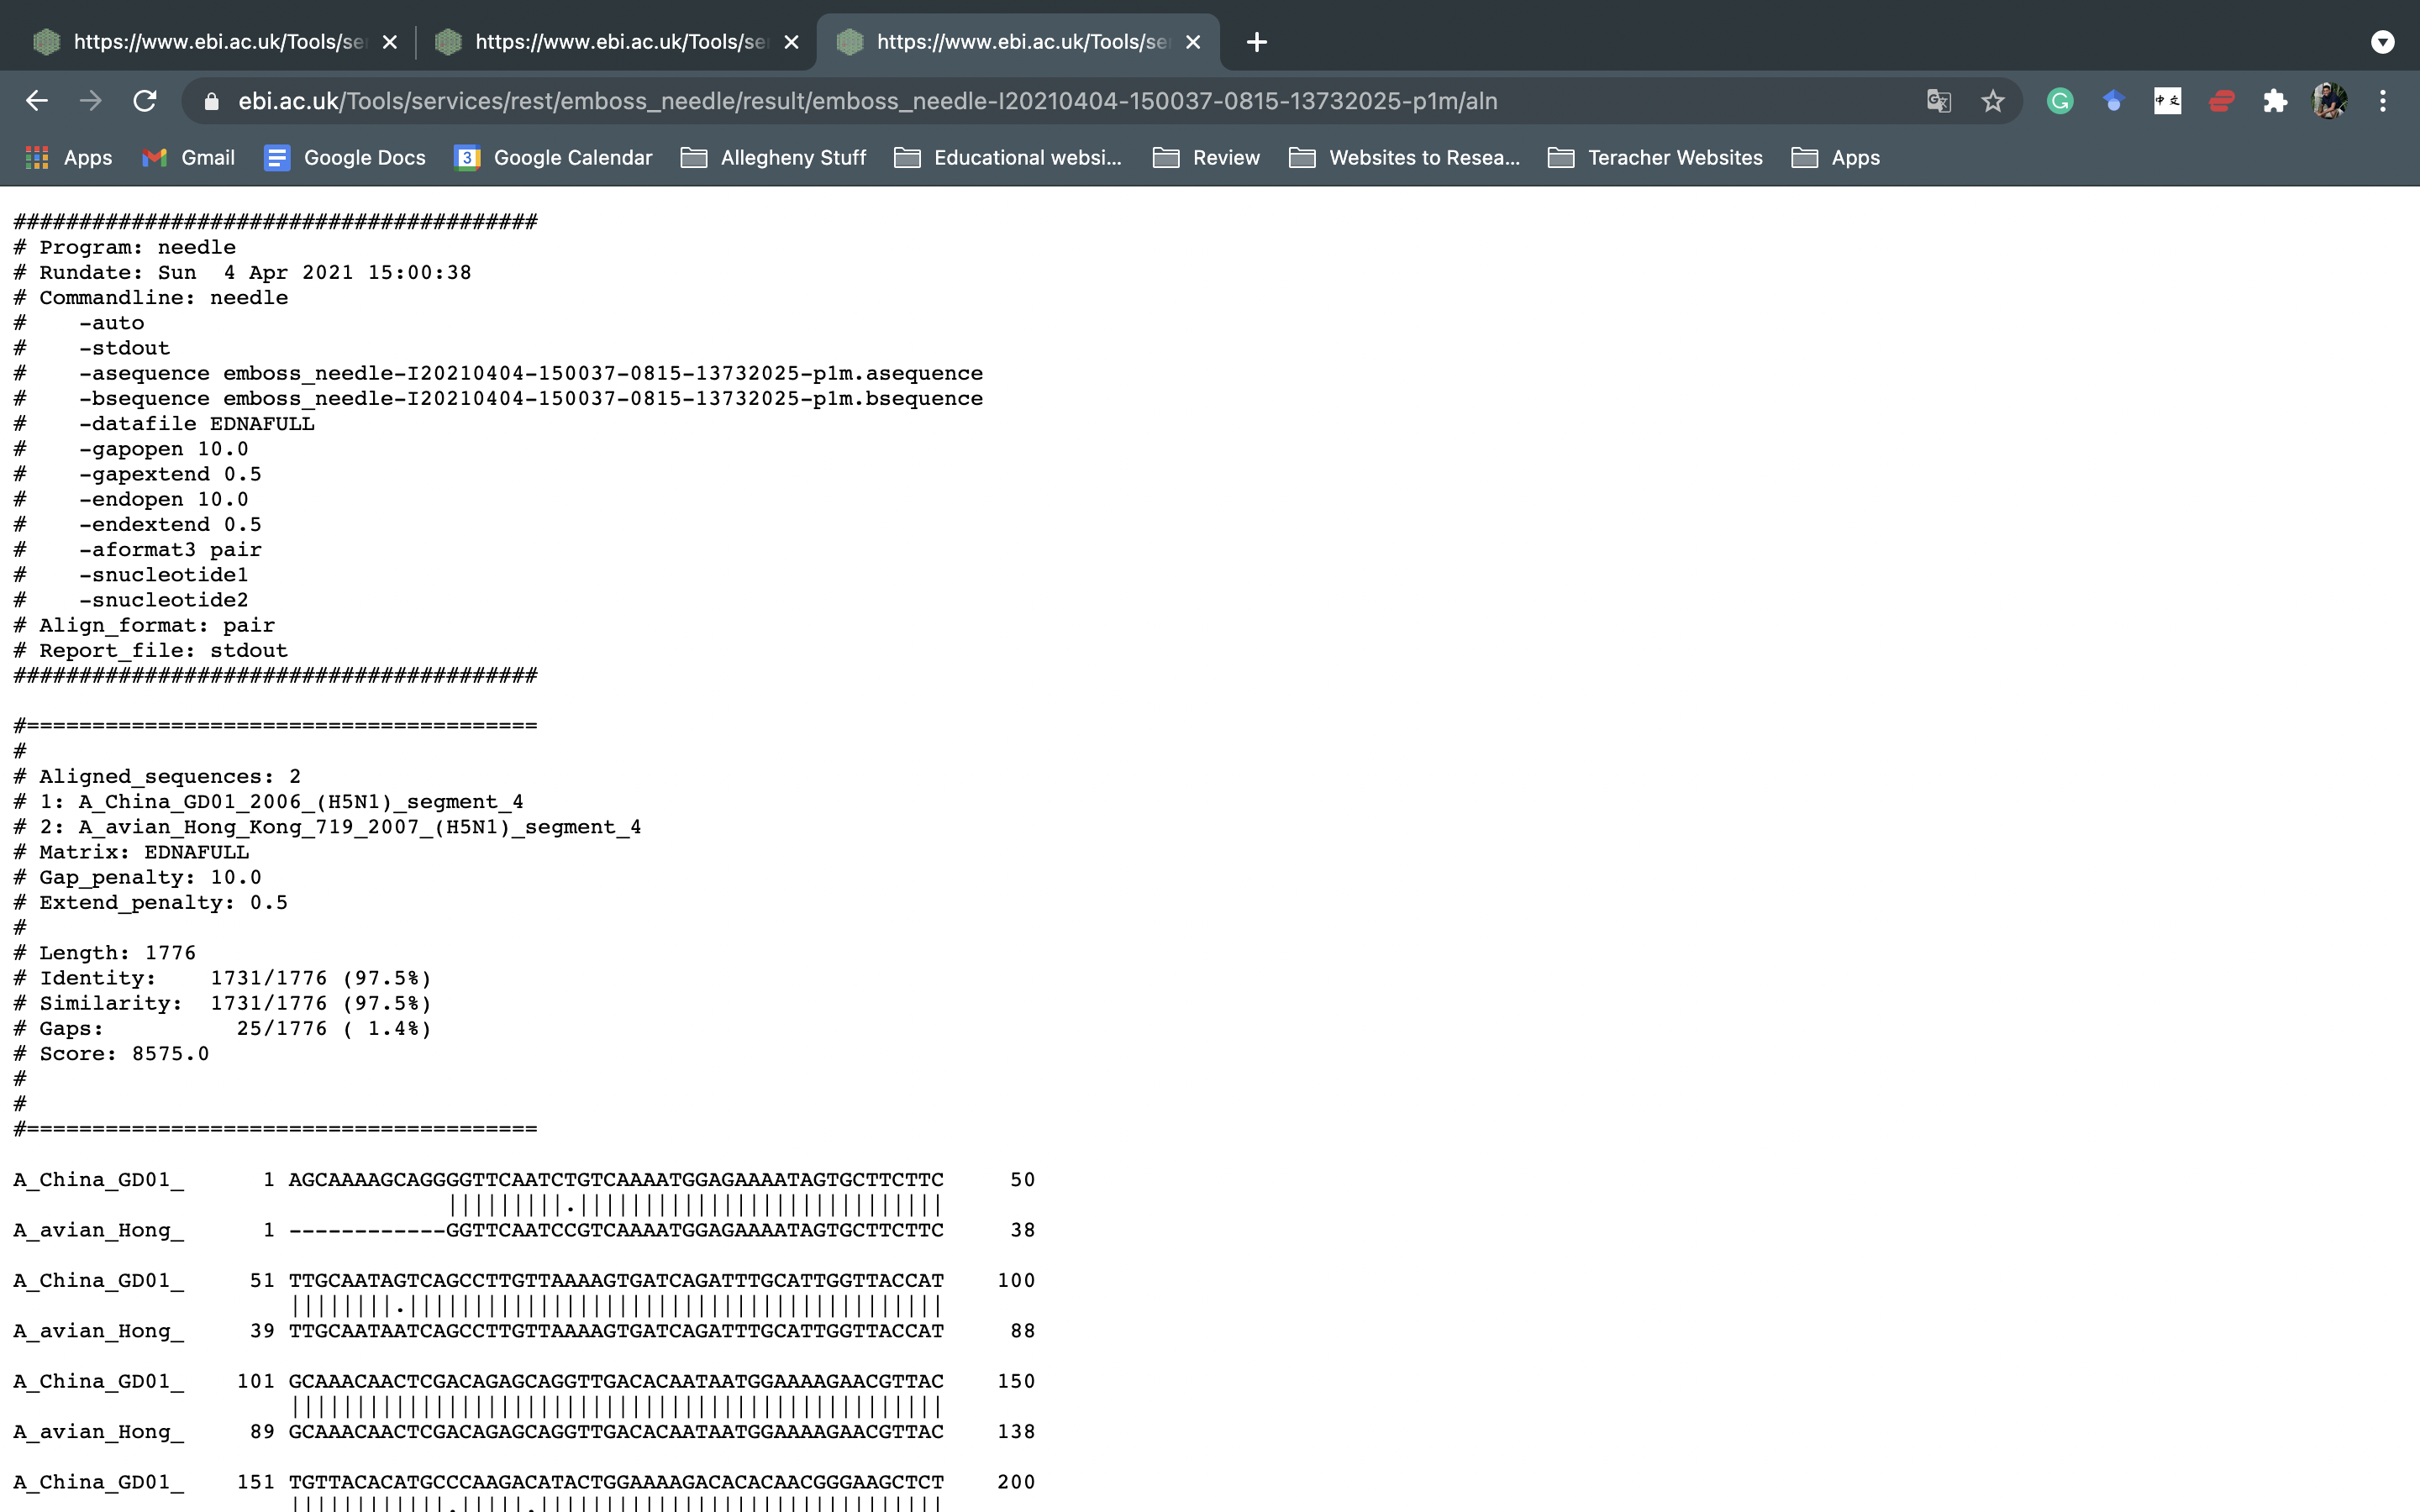 https://www.ebi.ac.uk/Tools/se
https://www.ebi.ac.uk/Tools/se
https://www.ebi.ac.uk/Tools/se
ebi.ac.uk/Tools/services/rest/emboss_needle/result/emboss_needle-I20210404-150037-0815-13732025-p1m/aln
Apps Gmail Google Docs 3 Google Calendar Allegheny Stuff Educational websi... Review Websites to Resea... Teracher Websites Apps
########################################
# Program: needle
# Rundate: Sun  4 Apr 2021 15:00:38
# Commandline: needle
#    -auto
#    -stdout
#    -asequence emboss_needle-I20210404-150037-0815-13732025-p1m.asequence
#    -bsequence emboss_needle-I20210404-150037-0815-13732025-p1m.bsequence
#    -datafile EDNAFULL
#    -gapopen 10.0
#    -gapextend 0.5
#    -endopen 10.0
#    -endextend 0.5
#    -aformat3 pair
#    -snucleotide1
#    -snucleotide2
# Align_format: pair
# Report_file: stdout
########################################
#=======================================
#
# Aligned_sequences: 2
# 1: A_China_GD01_2006_(H5N1)_segment_4
# 2: A_avian_Hong_Kong_719_2007_(H5N1)_segment_4
# Matrix: EDNAFULL
# Gap_penalty: 10.0
# Extend_penalty: 0.5
#
# Length: 1776
# Identity:    1731/1776 (97.5%)
# Similarity:  1731/1776 (97.5%)
# Gaps:          25/1776 ( 1.4%)
# Score: 8575.0
#
#
#=======================================
A_China_GD01_      1 AGCAAAAGCAGGGGTTCAATCTGTCAAAATGGAGAAAATAGTGCTTCTTC     50
                                 |||||||||.||||||||||||||||||||||||||||
A_avian_Hong_      1 ------------GGTTCAATCCGTCAAAATGGAGAAAATAGTGCTTCTTC     38
A_China_GD01_     51 TTGCAATAGTCAGCCTTGTTAAAAGTGATCAGATTTGCATTGGTTACCAT    100
                     ||||||||.|||||||||||||||||||||||||||||||||||||||||
A_avian_Hong_     39 TTGCAATAATCAGCCTTGTTAAAAGTGATCAGATTTGCATTGGTTACCAT     88
A_China_GD01_    101 GCAAACAACTCGACAGAGCAGGTTGACACAATAATGGAAAAGAACGTTAC    150
                     ||||||||||||||||||||||||||||||||||||||||||||||||||
A_avian_Hong_     89 GCAAACAACTCGACAGAGCAGGTTGACACAATAATGGAAAAGAACGTTAC    138
A_China_GD01_    151 TGTTACACATGCCCAAGACATACTGGAAAAGACACACAACGGGAAGCTCT    200
                     ||||||||||||.|||||.|||||||||||||||||||||||||||||||